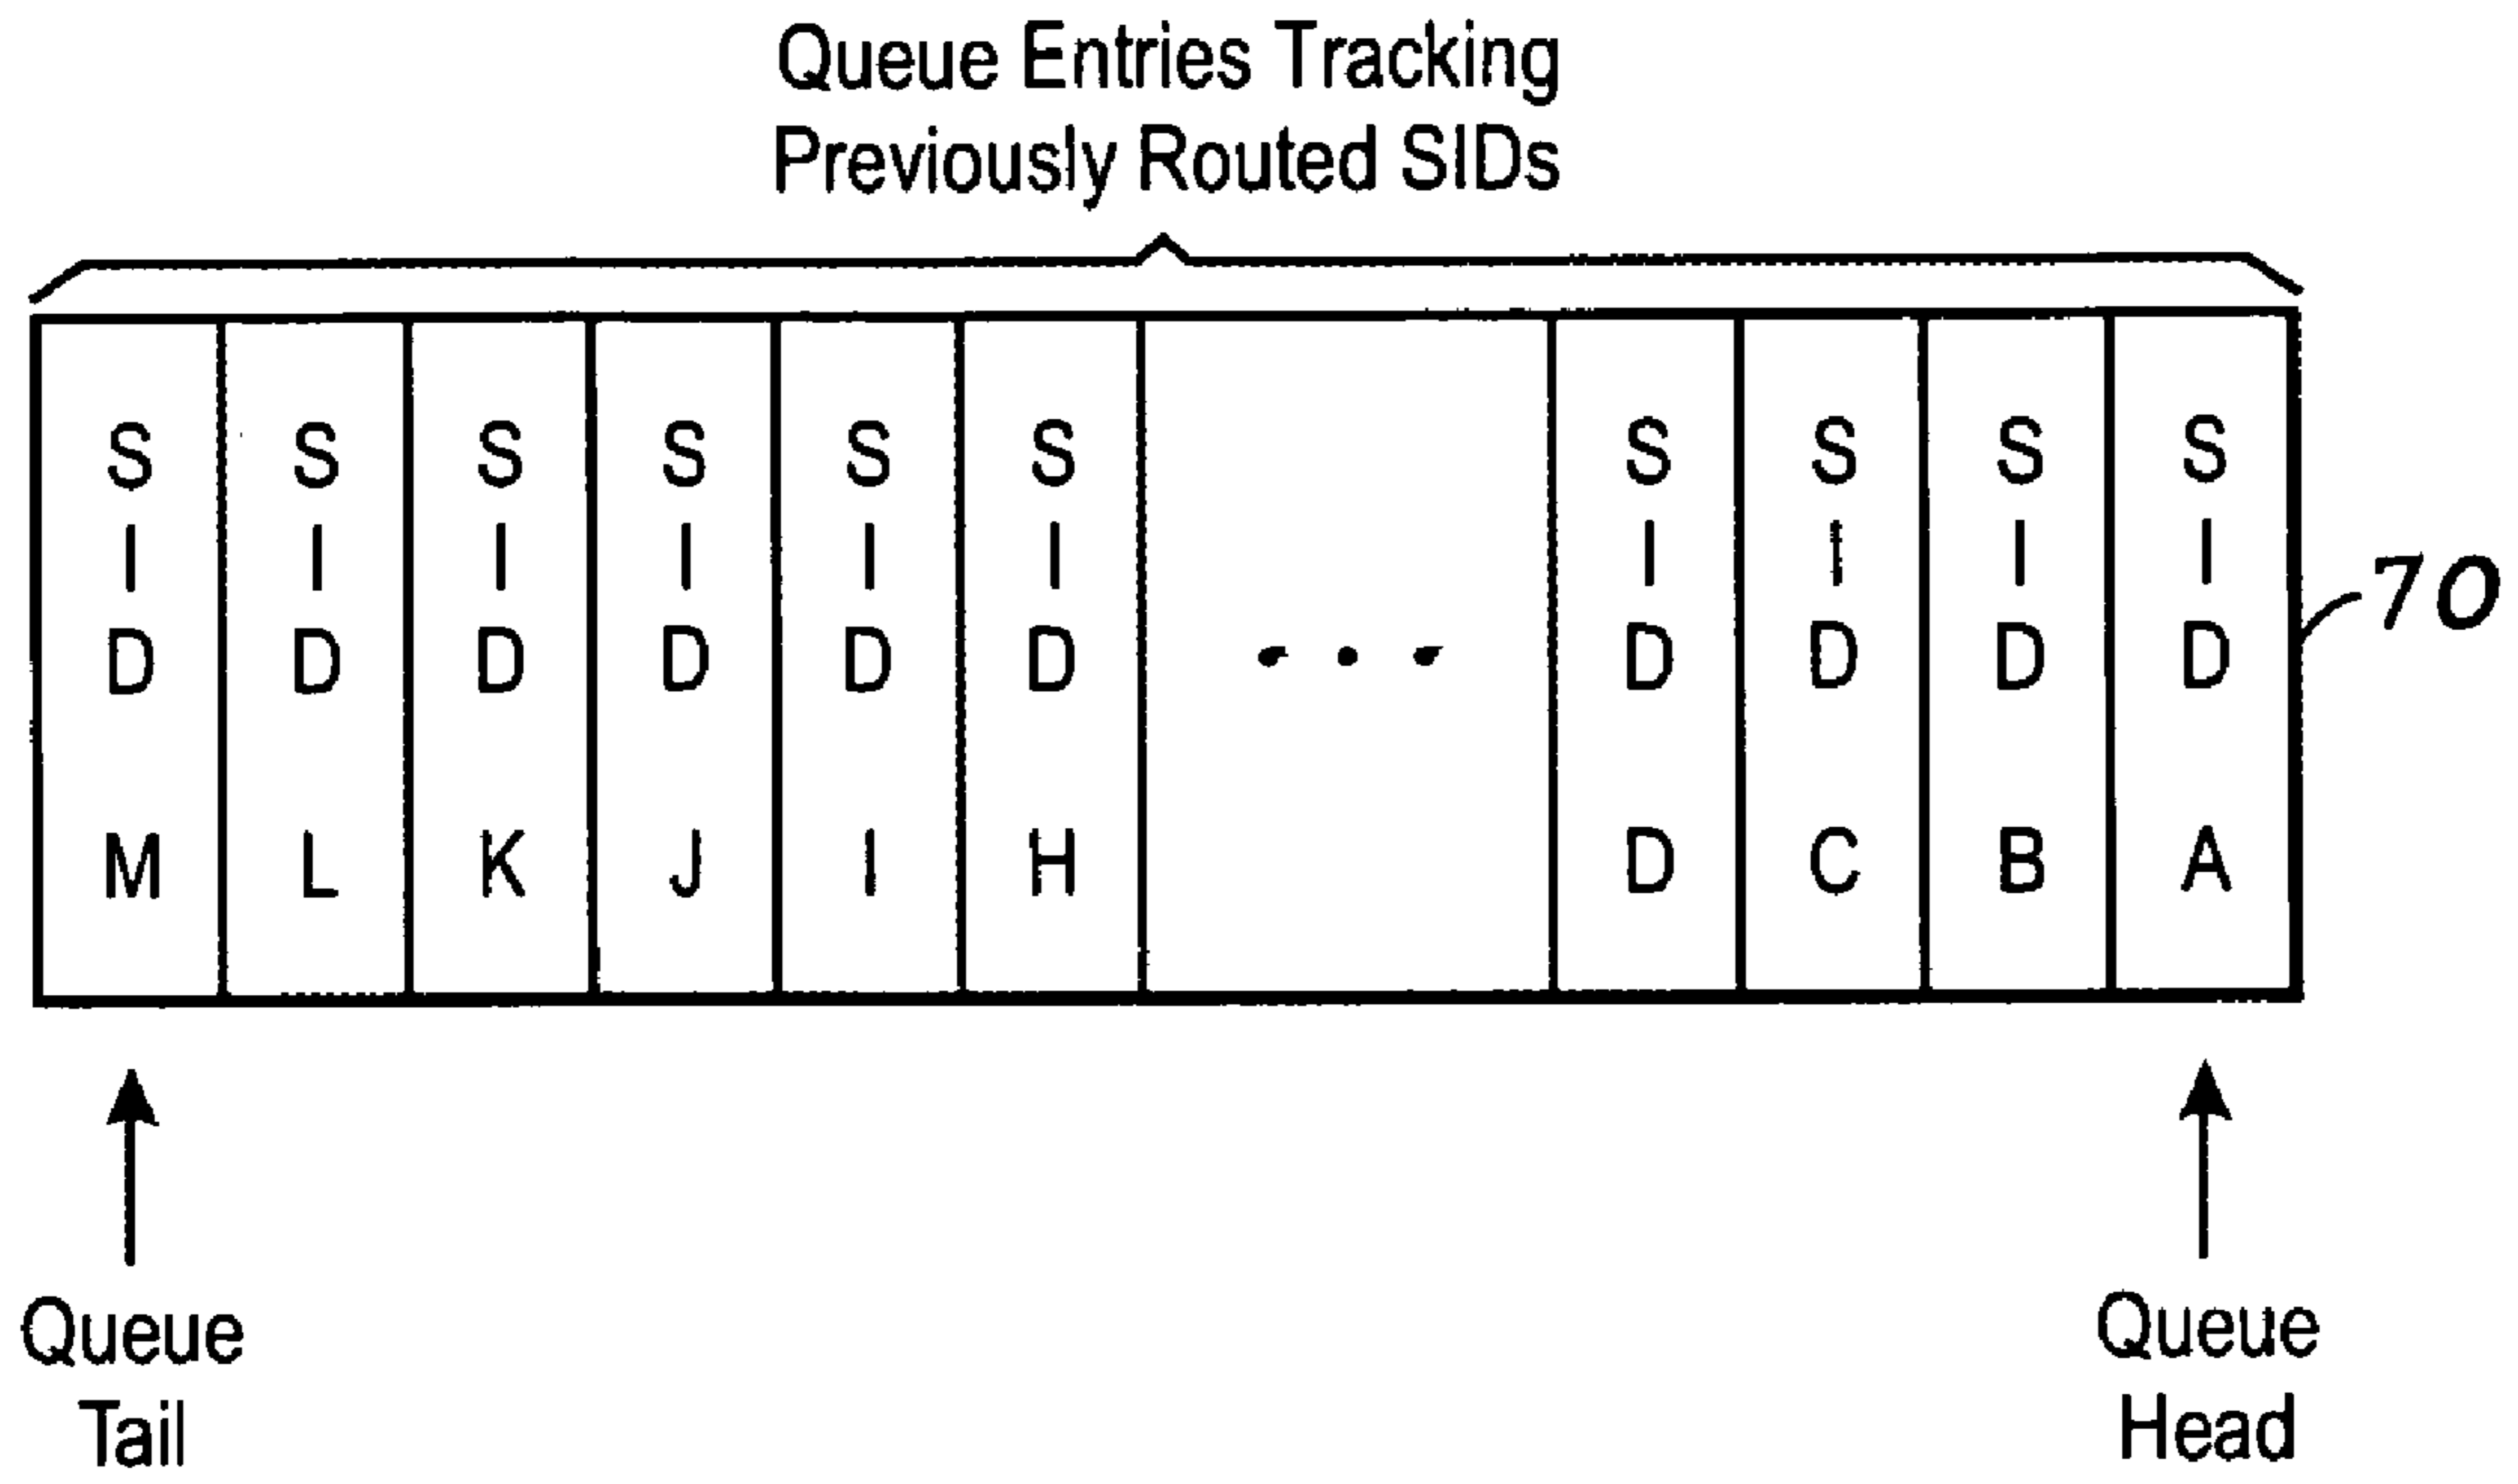 Queue Entries Tracking
Previously Routed SIDs
S S S S S S S S S S
I I I I I I I I I I
D D D D D D ... D D D D
70
M L K J I H D C B A
Queue Queue
Tail Head